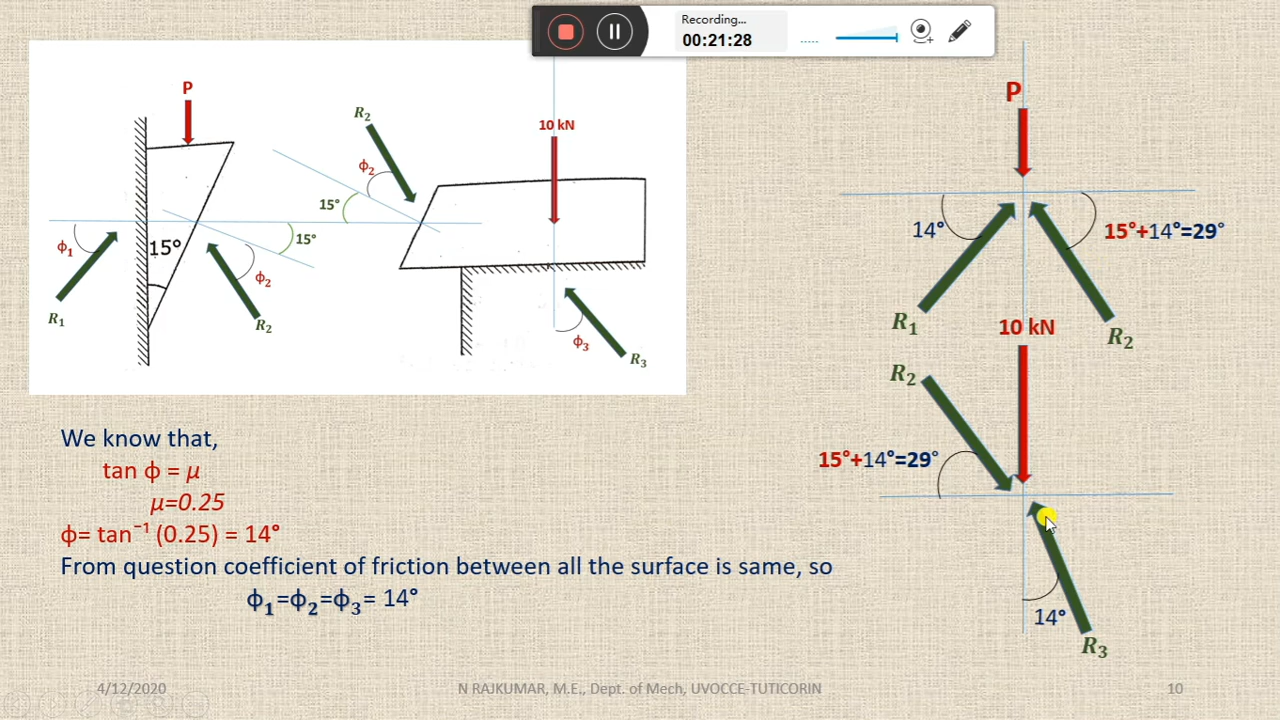 Recording...
00:21:28
P
R₂
10 kN
ϕ₂
15°
15°
15°
ϕ₁
ϕ₂
R₁
R₂
ϕ₃
R₃
P
14°
15°+14°=29°
R₁
10 kN
R₂
R₂
15°+14°=29°
14°
R₃
We know that,
tan ϕ = μ
μ=0.25
ϕ= tan⁻¹ (0.25) = 14°
From question coefficient of friction between all the surface is same, so
ϕ₁=ϕ₂=ϕ₃= 14°
4/12/2020
N RAJKUMAR, M.E., Dept. of Mech, UVOCCE-TUTICORIN
10